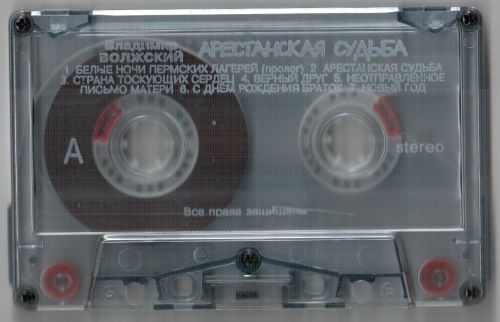 Владимир ВОЛЖСКИЙ
АРЕСТАНСКАЯ СУДЬБА
1 БЕЛЫЕ НОЧИ ПЕРМСКИХ ЛАГЕРЕЙ (пролог) 2 АРЕСТАНСКАЯ СУДЬБА
3. СТРАНА ТОСКУЮЩИХ СЕРДЕЦ 4. ВЕРНЫЙ ДРУГ 5. НЕОТПРАВЛЕННОЕ
ПИСЬМО МАТЕРИ 6. С ДНЕМ РОЖДЕНИЯ БРАТОК 7 НОВЫЙ ГОД
A
stereo
Все права защищены